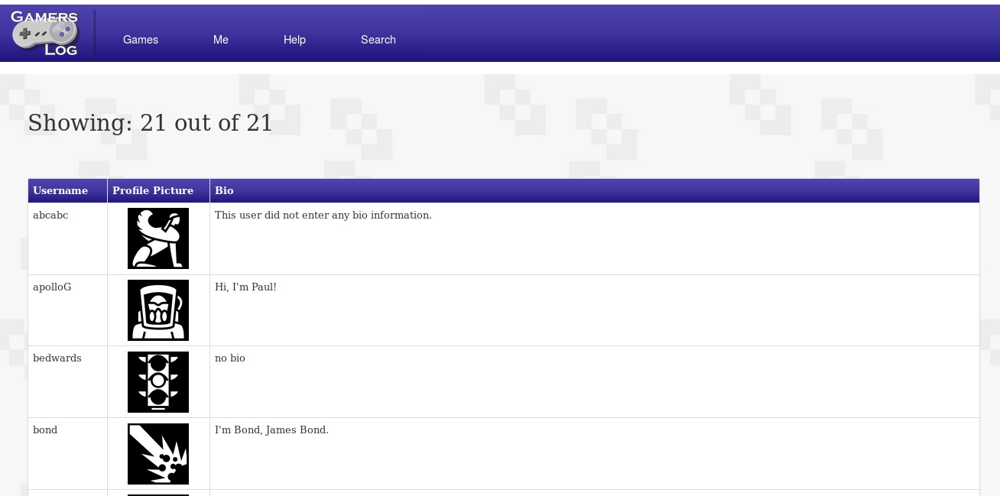 GAMERS
LOG
Games Me Help Search
Showing: 21 out of 21
Username Profile Picture Bio
abcabc This user did not enter any bio information.
apolloG Hi, I'm Paul!
bedwards no bio
bond I'm Bond, James Bond.